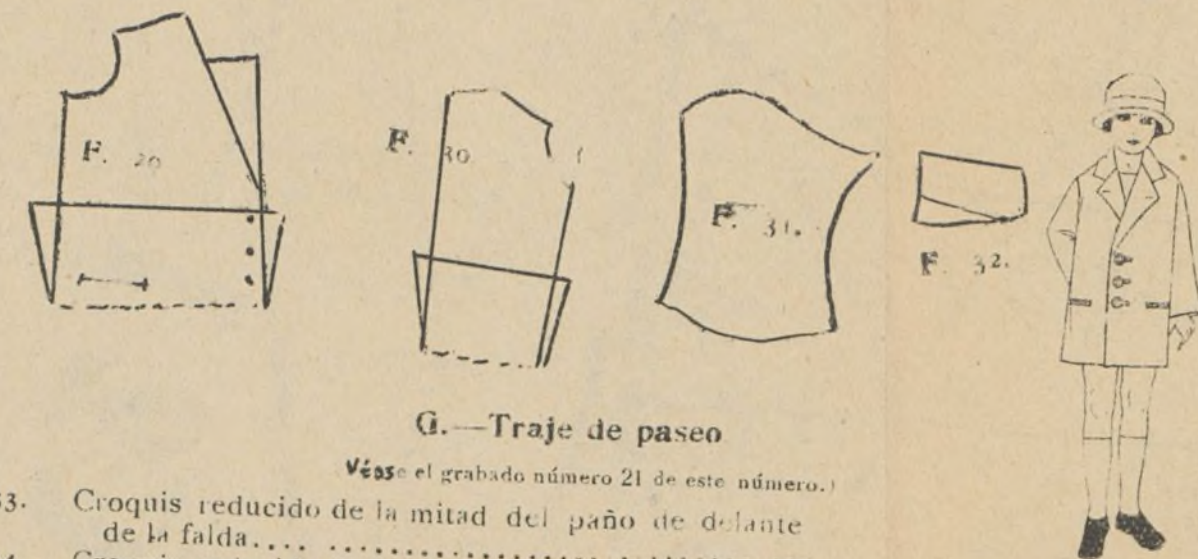 F. 29
F. 30
F. 31.
F. 32.
G.—Traje de paseo
Véase el grabado número 21 de este número.)
33. Croquis reducido de la mitad del paño de delante
de la falda.... ........................................